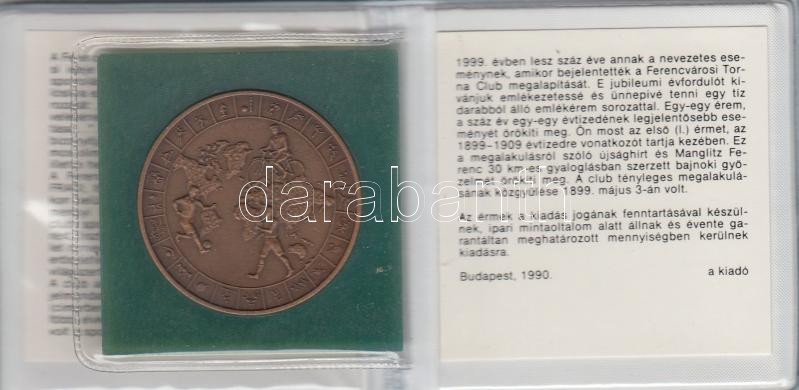 1999. évben lesz száz éve annak a nevezetes ese-
ménynek, amikor bejelentették a Ferencvárosi Tor-
na Club megalapítását. E jubileumi évfordulót kí-
vánjuk emlékezetessé és ünnepivé tenni egy tíz
darabból álló emlékérem sorozattal. Egy-egy érem,
a száz év egy-egy évtizedének legjelentősebb ese-
ményét örökíti meg. Ön most az első (I.) érmet, az
1899-1909 évtizedre vonatkozót tartja kezében. Ez
a megalakulásról szóló újsághírt és Manglitz Fe-
renc 30 km-es gyaloglásban szerzett bajnoki győ-
zelmét örökíti meg. A club tényleges megalakulá-
sának közgyűlése 1899. május 3-án volt.
Az érmek a kiadás jogának fenntartásával készül-
nek, ipari mintaoltalom alatt állnak és évente ga-
rantáltan meghatározott mennyiségben kerülnek
kiadásra.
Budapest, 1990. a kiadó
darabanth